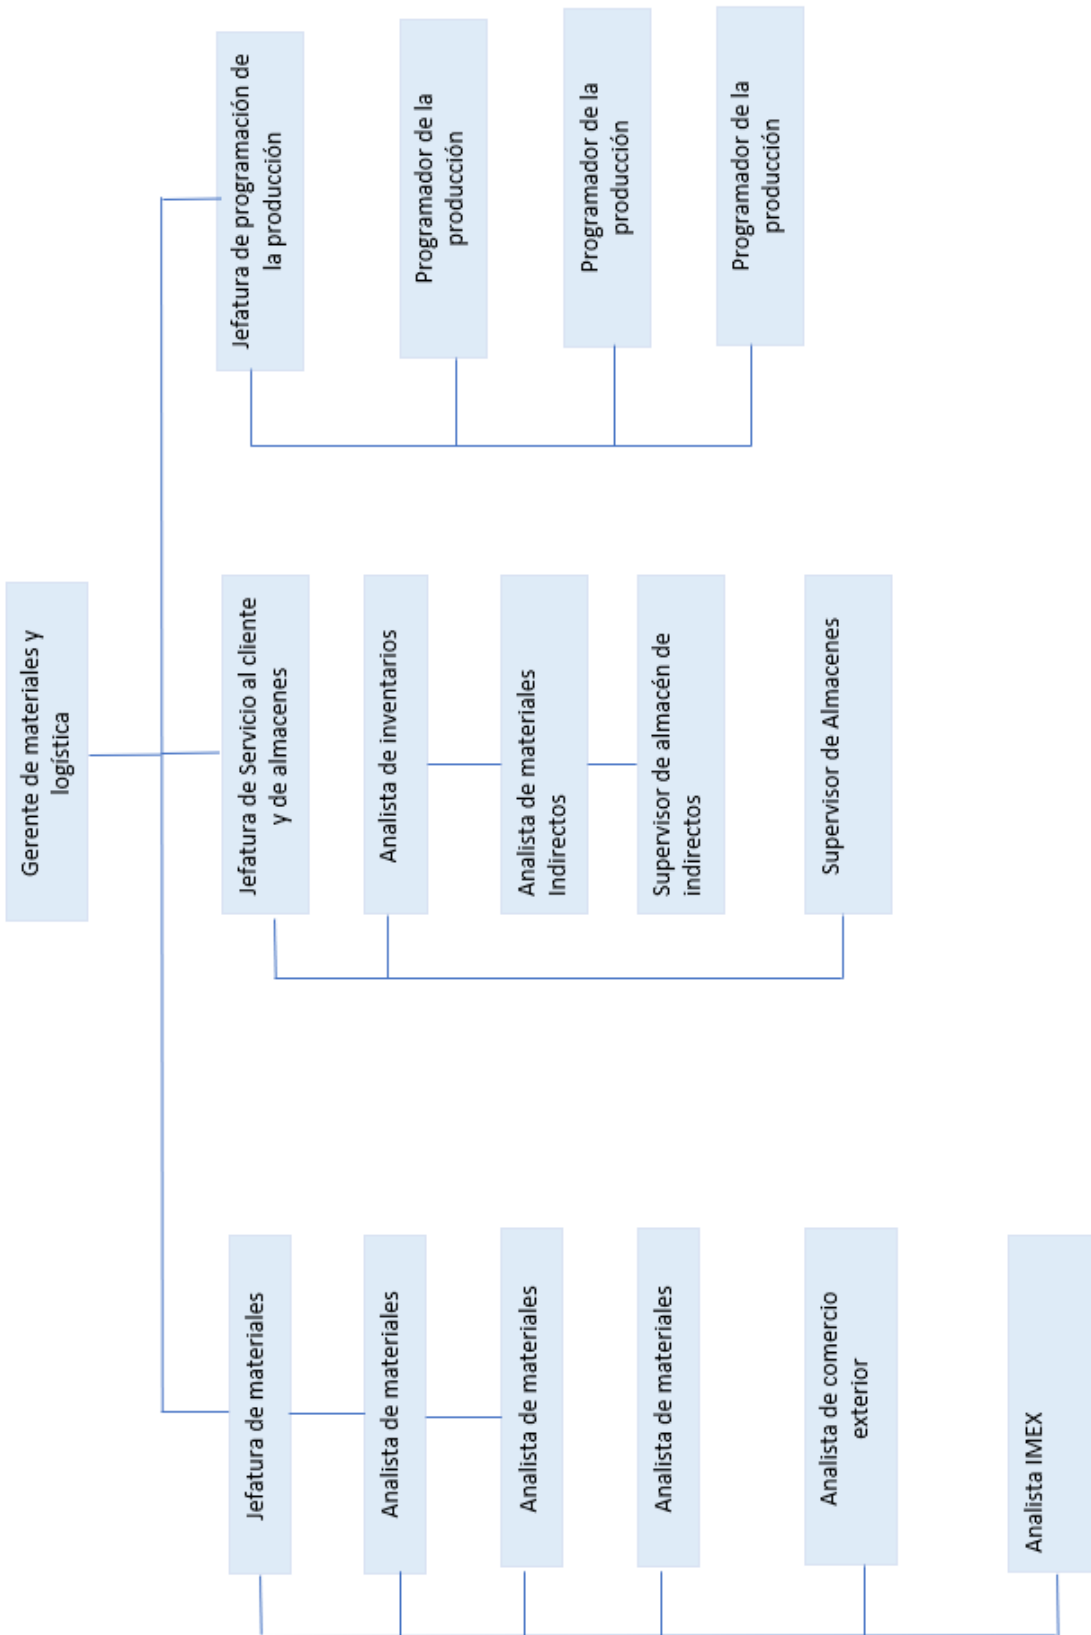 Gerente de materiales y
logística
Jefatura de materiales
Analista de materiales
Analista de materiales
Analista de materiales
Analista de comercio
exterior
Analista IMEX
Jefatura de Servicio al cliente
y de almacenes
Analista de inventarios
Analista de materiales
Indirectos
Supervisor de almacén de
indirectos
Supervisor de Almacenes
Jefatura de programación de
la producción
Programador de la
producción
Programador de la
producción
Programador de la
producción